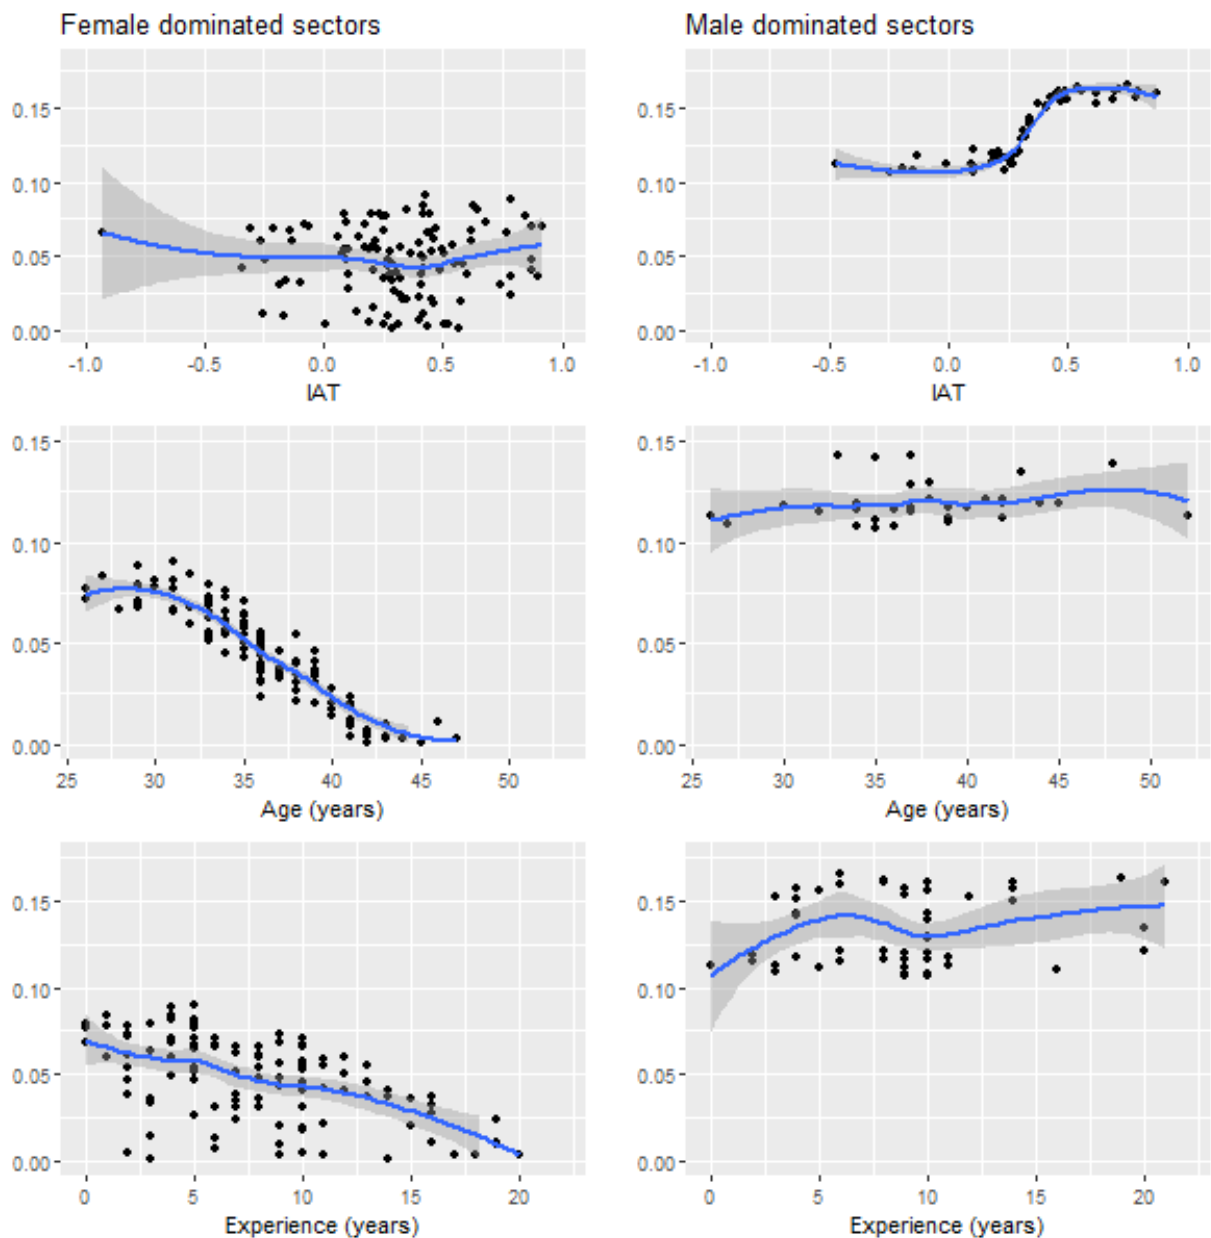 Female dominated sectors
Male dominated sectors
0.15
0.10
0.05
0.00
-1.0 -0.5 0.0 0.5 1.0
IAT
0.15
0.10
0.05
0.00
-1.0 -0.5 0.0 0.5 1.0
IAT
0.15
0.10
0.05
0.00
25 30 35 40 45 50
Age (years)
0.15
0.10
0.05
0.00
25 30 35 40 45 50
Age (years)
0.15
0.10
0.05
0.00
0 5 10 15 20
Experience (years)
0.15
0.10
0.05
0.00
0 5 10 15 20
Experience (years)